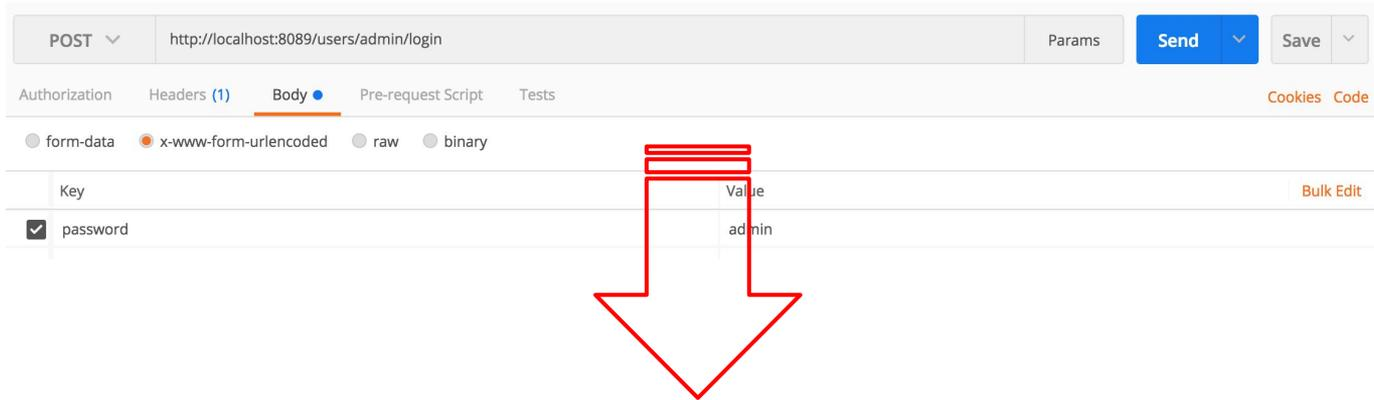 POST http://localhost:8089/users/admin/login Params Send Save
Authorization Headers (1) Body Pre-request Script Tests Cookies Code
form-data x-www-form-urlencoded raw binary
Key Value Bulk Edit
password admin